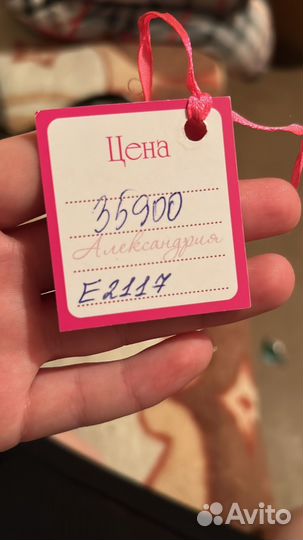 Цена
35900
Александрия
E2117
Avito